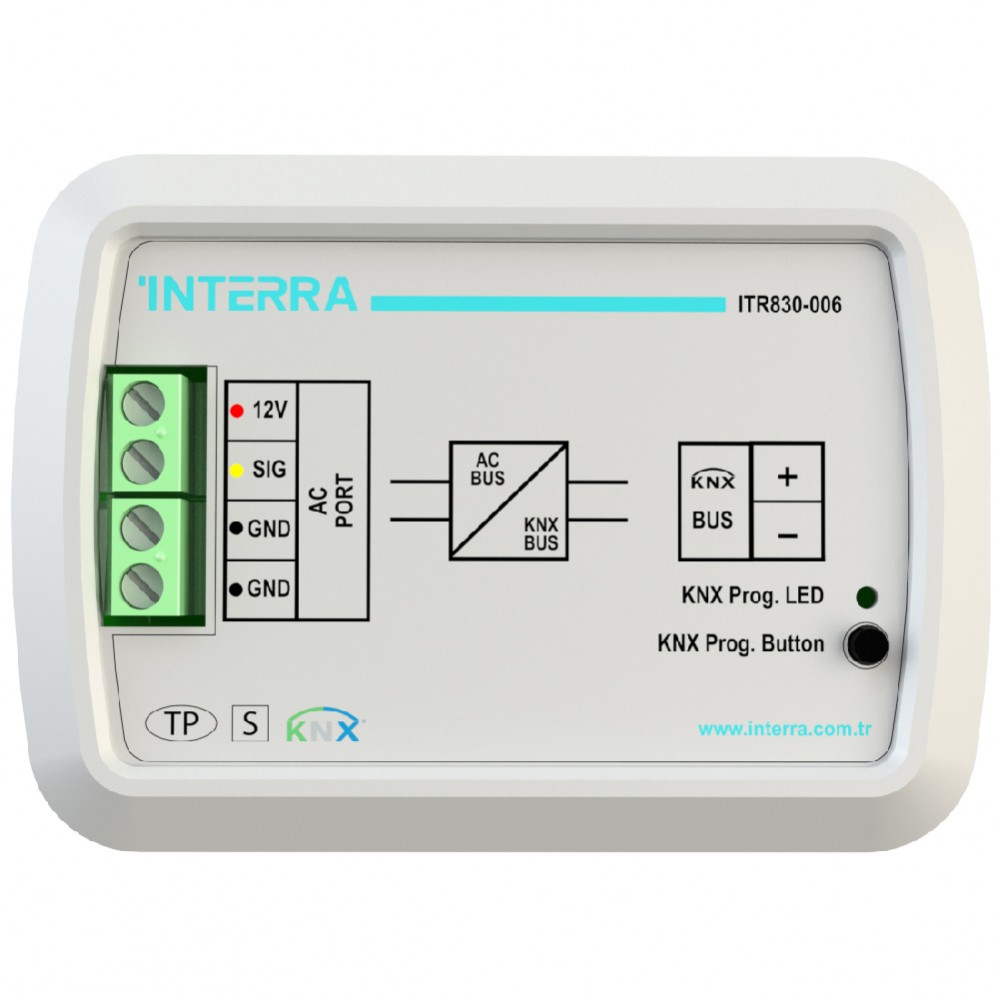 INTERRA
ITR830-006
12V
SIG
GND
GND
AC
PORT
AC
BUS
KNX
BUS
KNX
BUS
+
−
KNX Prog. LED
KNX Prog. Button
TP
S
KNX®
www.interra.com.tr